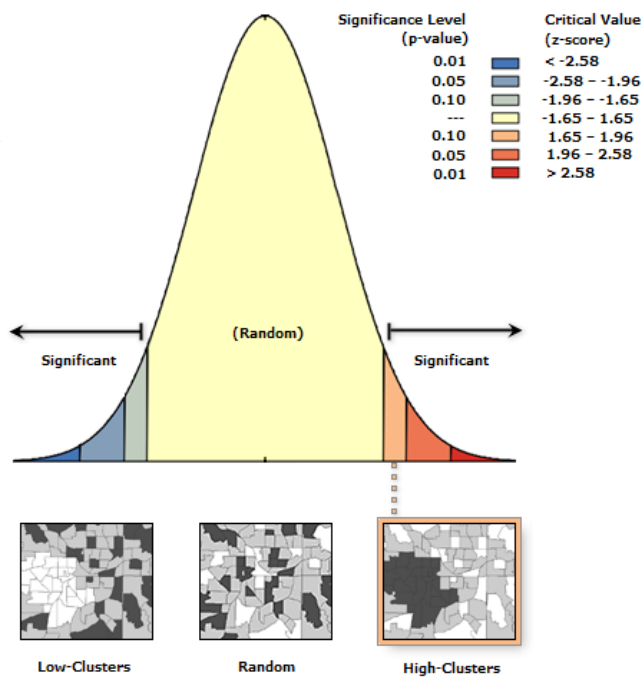 Significance Level Critical Value
(p-value) (z-score)
0.01 < -2.58
0.05 -2.58 – -1.96
0.10 -1.96 – -1.65
--- -1.65 – 1.65
0.10 1.65 – 1.96
0.05 1.96 – 2.58
0.01 > 2.58
(Random)
Significant Significant
Low-Clusters Random High-Clusters